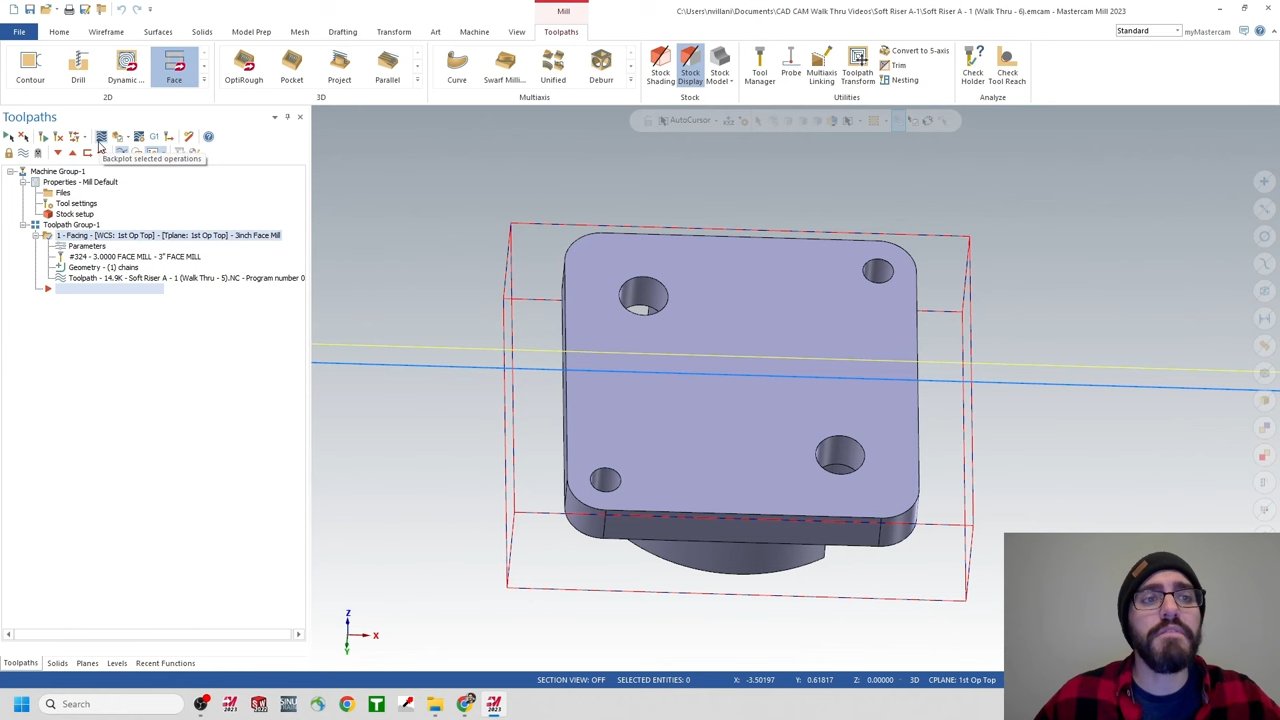 Mill
C:\Users\nvillani\Documents\CAD CAM Walk Thru Videos\Soft Riser A-1\Soft Riser A - 1 (Walk Thru - 6).emcam - Mastercam Mill 2023
File
Home
Wireframe
Surfaces
Solids
Model Prep
Mesh
Drafting
Transform
Art
Machine
View
Toolpaths
Standard
myMastercam
Contour
Drill
Dynamic ...
Face
OptiRough
Pocket
Project
Parallel
Curve
Swarf Milli...
Unified
Deburr
Stock Shading
Stock Display
Stock Model
Tool Manager
Probe
Multiaxis Linking
Toolpath Transform
Convert to 5-axis
Trim
Nesting
Check Holder
Check Tool Reach
2D
3D
Multiaxis
Stock
Utilities
Analyze
Toolpaths
AutoCursor
G1
Backplot selected operations
Machine Group-1
Properties - Mill Default
Files
Tool settings
Stock setup
Toolpath Group-1
1 - Facing - [WCS: 1st Op Top] - [Tplane: 1st Op Top] - 3inch Face Mill
Parameters
#324 - 3.0000 FACE MILL - 3" FACE MILL
Geometry - (1) chains
Toolpath - 14.9K - Soft Riser A - 1 (Walk Thru - 5).NC - Program number 0
Z
X
Y
Toolpaths
Solids
Planes
Levels
Recent Functions
SECTION VIEW: OFF
SELECTED ENTITIES: 0
X: -3.50197
Y: 0.61817
Z: 0.00000
3D
CPLANE: 1st Op Top
Search